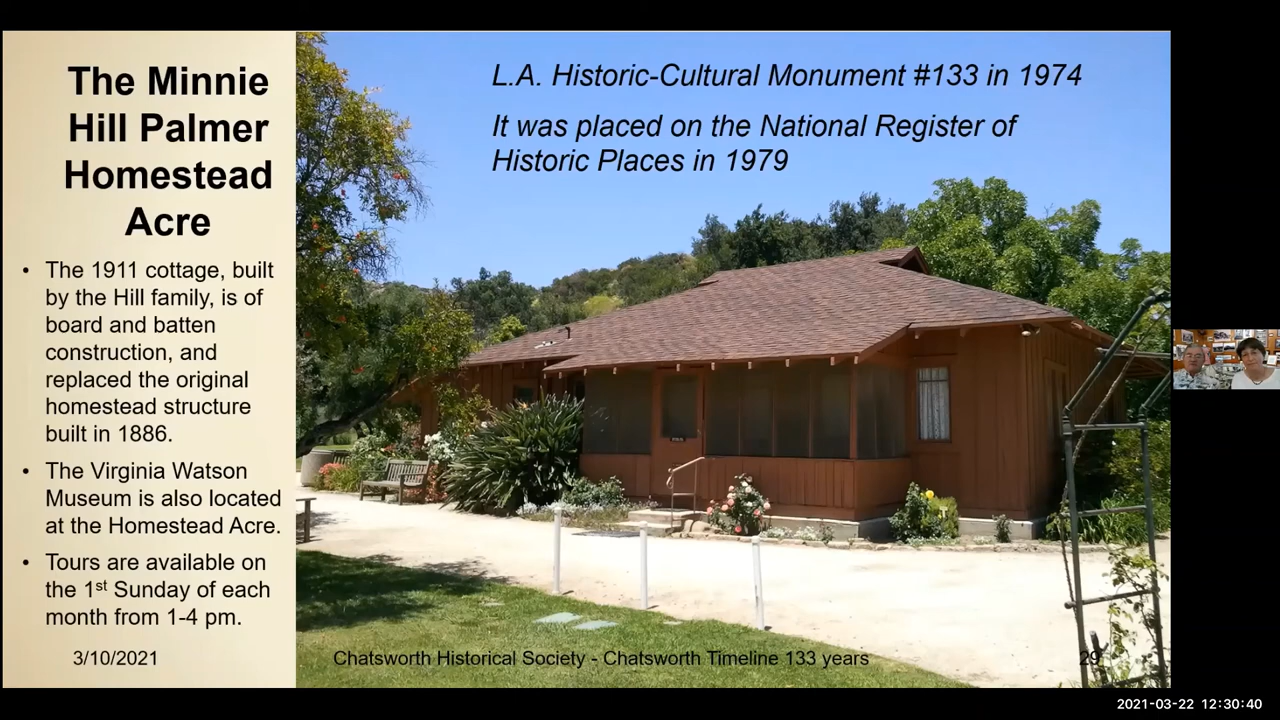 The Minnie
Hill Palmer
Homestead
Acre
• The 1911 cottage, built
by the Hill family, is of
board and batten
construction, and
replaced the original
homestead structure
built in 1886.
• The Virginia Watson
Museum is also located
at the Homestead Acre.
• Tours are available on
the 1st Sunday of each
month from 1-4 pm.
L.A. Historic-Cultural Monument #133 in 1974
It was placed on the National Register of
Historic Places in 1979
3/10/2021
Chatsworth Historical Society - Chatsworth Timeline 133 years
29
2021-03-22 12:30:40